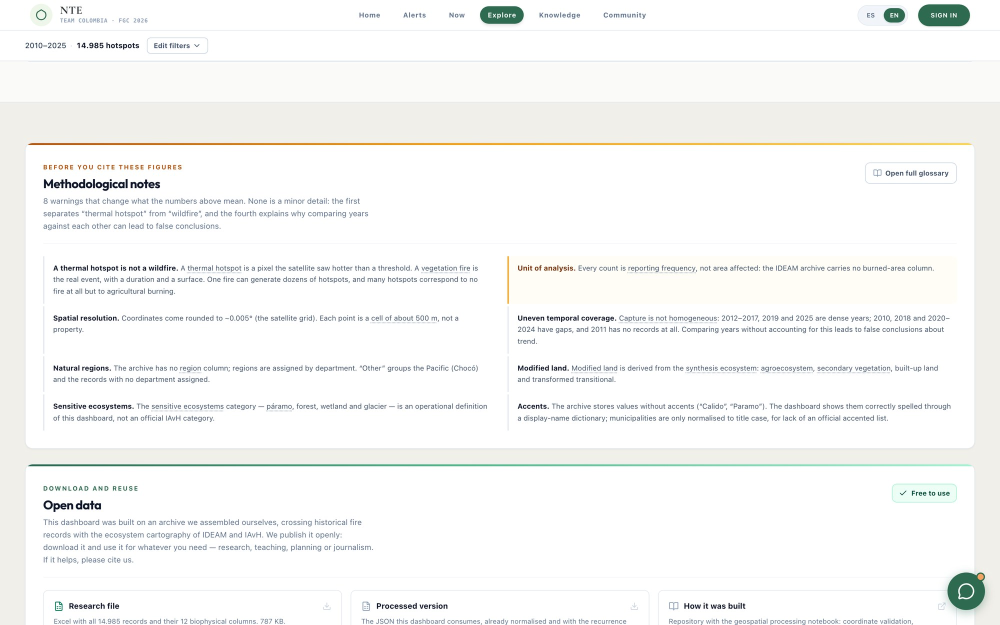 NTE
TEAM COLOMBIA · FGC 2026
Home
Alerts
Now
Explore
Knowledge
Community
ES
EN
SIGN IN
2010–2025 · 14.985 hotspots
Edit filters
BEFORE YOU CITE THESE FIGURES
Methodological notes
8 warnings that change what the numbers above mean. None is a minor detail: the first
separates “thermal hotspot” from “wildfire”, and the fourth explains why comparing years
against each other can lead to false conclusions.
Open full glossary
A thermal hotspot is not a wildfire. A thermal hotspot is a pixel the satellite saw hotter than a threshold. A vegetation fire is
the real event, with a duration and a surface. One fire can generate dozens of hotspots, and many hotspots correspond to no
fire at all but to agricultural burning.
Unit of analysis. Every count is reporting frequency, not area affected: the IDEAM archive carries no burned-area column.
Spatial resolution. Coordinates come rounded to ~0.005° (the satellite grid). Each point is a cell of about 500 m, not a
property.
Uneven temporal coverage. Capture is not homogeneous: 2012–2017, 2019 and 2025 are dense years; 2010, 2018 and 2020–
2024 have gaps, and 2011 has no records at all. Comparing years without accounting for this leads to false conclusions about
trend.
Natural regions. The archive has no region column; regions are assigned by department. “Other” groups the Pacific (Chocó)
and the records with no department assigned.
Modified land. Modified land is derived from the synthesis ecosystem: agroecosystem, secondary vegetation, built-up land
and transformed transitional.
Sensitive ecosystems. The sensitive ecosystems category — páramo, forest, wetland and glacier — is an operational definition
of this dashboard, not an official IAvH category.
Accents. The archive stores values without accents (“Calido”, “Paramo”). The dashboard shows them correctly spelled through
a display-name dictionary; municipalities are only normalised to title case, for lack of an official accented list.
DOWNLOAD AND REUSE
Open data
This dashboard was built on an archive we assembled ourselves, crossing historical fire
records with the ecosystem cartography of IDEAM and IAvH. We publish it openly:
download it and use it for whatever you need — research, teaching, planning or journalism.
If it helps, please cite us.
Free to use
Research file
Excel with all 14.985 records and their 12 biophysical columns. 787 KB.
Processed version
The JSON this dashboard consumes, already normalised and with the recurrence
How it was built
Repository with the geospatial processing notebook: coordinate validation,